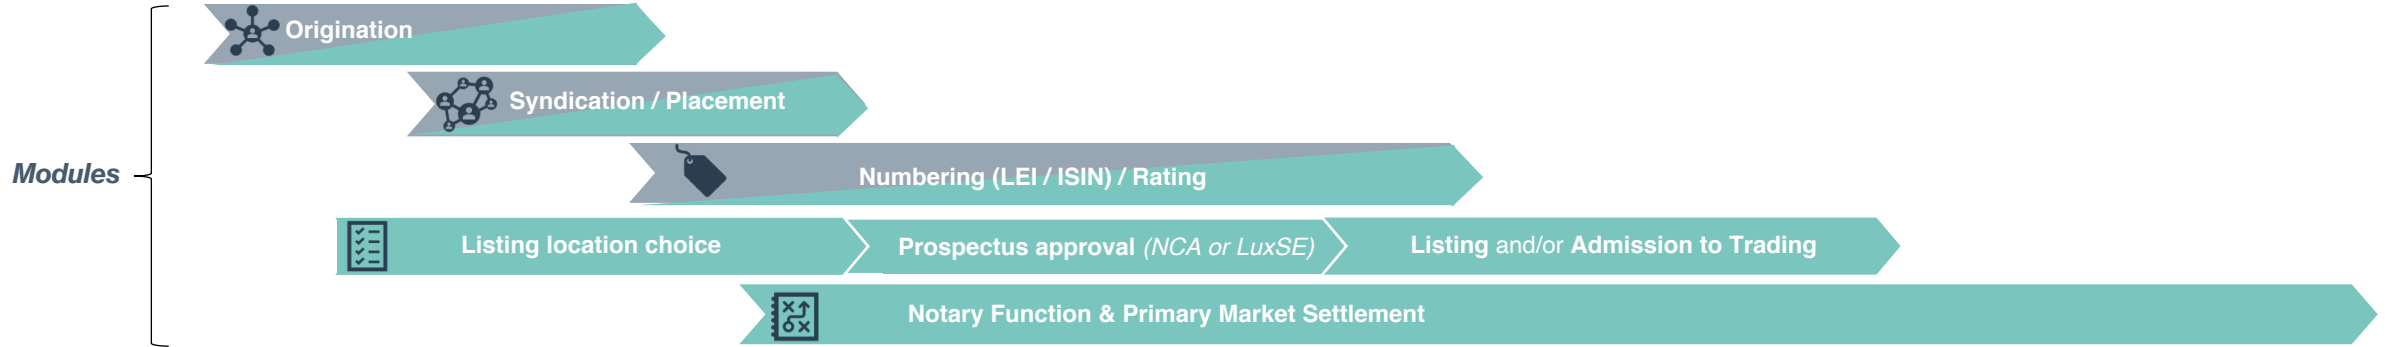 Origination
Syndication / Placement
Modules
Numbering (LEI / ISIN) / Rating
Listing location choice
Prospectus approval (NCA or LuxSE)
Listing and/or Admission to Trading
Notary Function & Primary Market Settlement